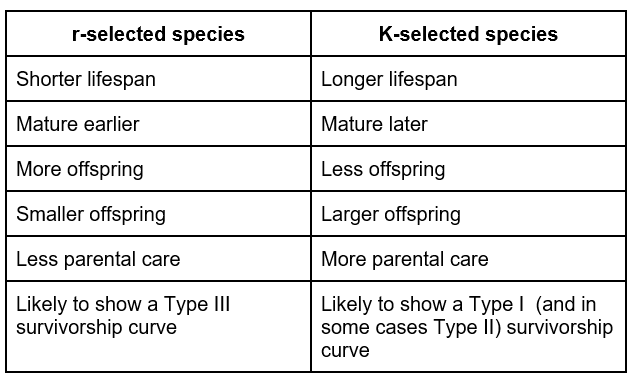 r-selected species
K-selected species
Shorter lifespan
Longer lifespan
Mature earlier
Mature later
More offspring
Less offspring
Smaller offspring
Larger offspring
Less parental care
More parental care
Likely to show a Type III
survivorship curve
Likely to show a Type I  (and in
some cases Type II) survivorship
curve